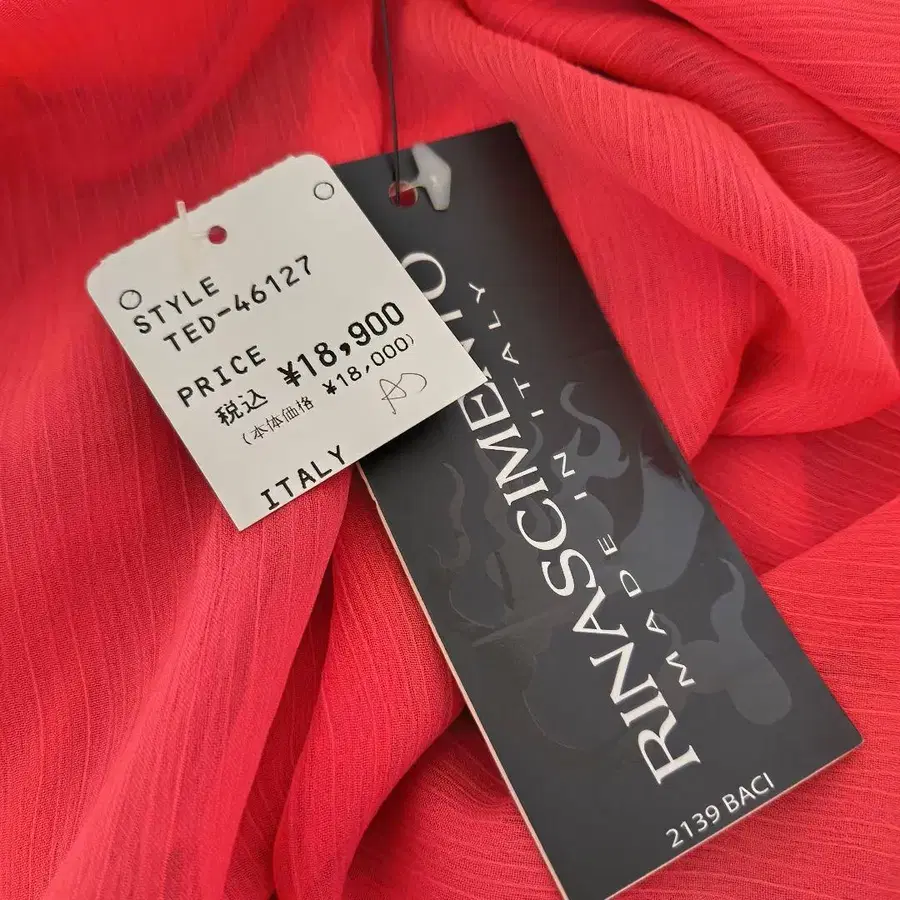 STYLE
TED-46127
PRICE
税込 ¥18,900
(本体価格 ¥18,000)
ITALY
RINASCIMENTO
MADE IN ITALY
2139 BACI